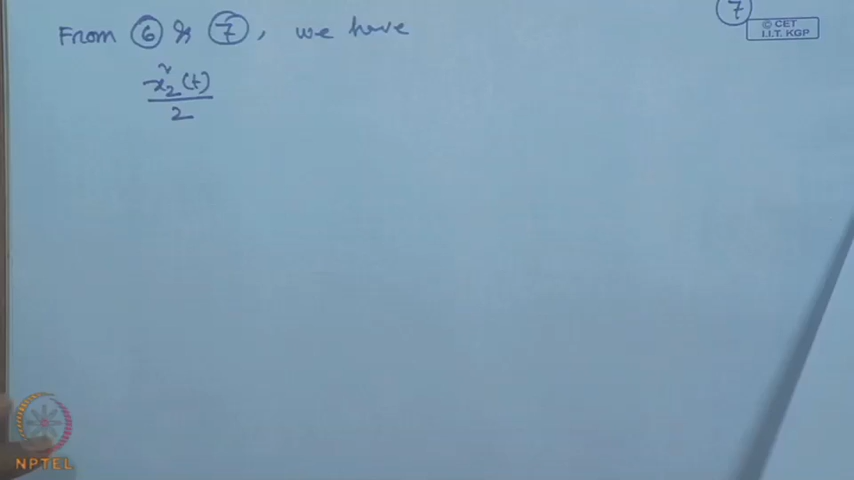 From ⑥ & ⑦, we have
⑦
© CET
I.I.T. KGP
x₂²(t)
2
NPTEL